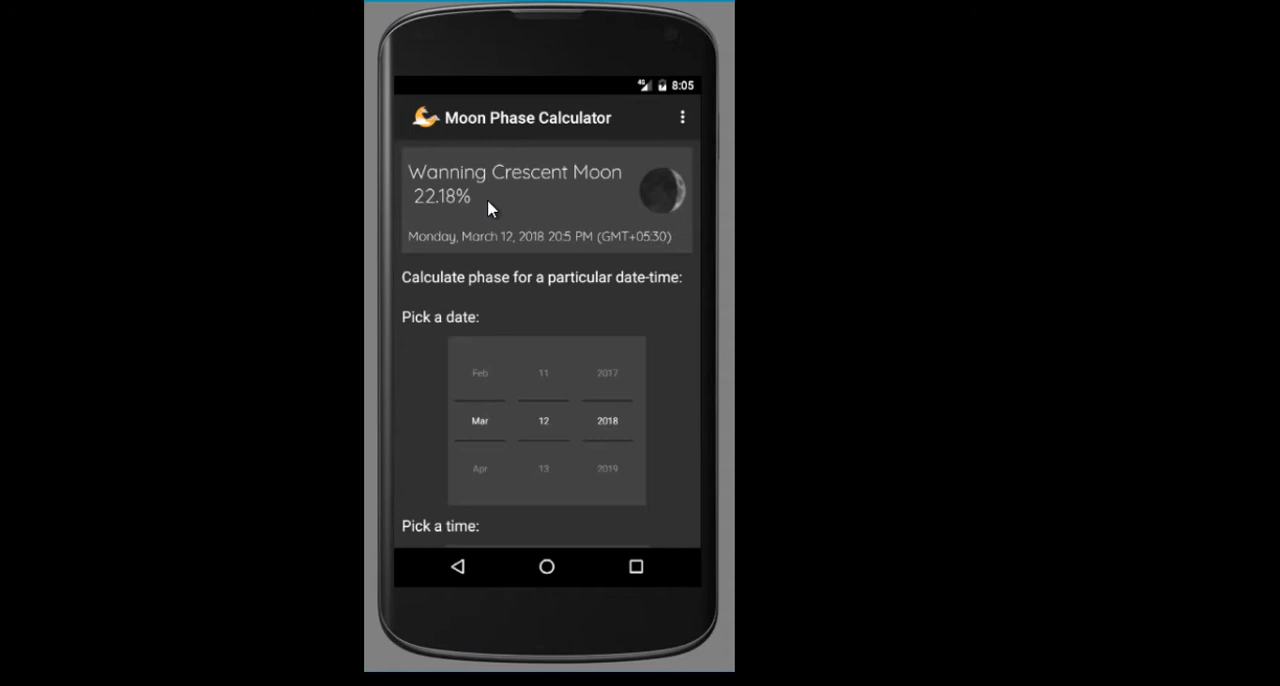 4G 8:05
Moon Phase Calculator
Wanning Crescent Moon
22.18%
Monday, March 12, 2018 20:5 PM (GMT+05:30)
Calculate phase for a particular date-time:
Pick a date:
Feb 11 2017
Mar 12 2018
Apr 13 2019
Pick a time: